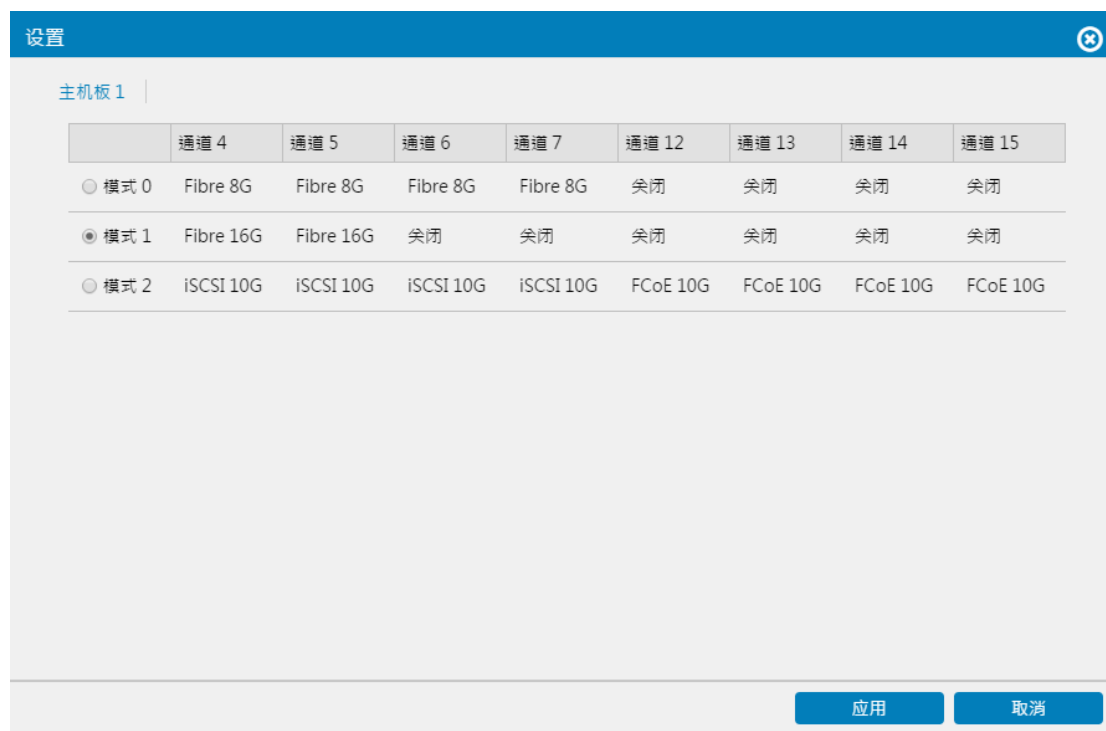 设置
主机板 1
通道 4 通道 5 通道 6 通道 7 通道 12 通道 13 通道 14 通道 15
模式 0 Fibre 8G Fibre 8G Fibre 8G Fibre 8G 关闭 关闭 关闭 关闭
模式 1 Fibre 16G Fibre 16G 关闭 关闭 关闭 关闭 关闭 关闭
模式 2 iSCSI 10G iSCSI 10G iSCSI 10G iSCSI 10G FCoE 10G FCoE 10G FCoE 10G FCoE 10G
应用 取消